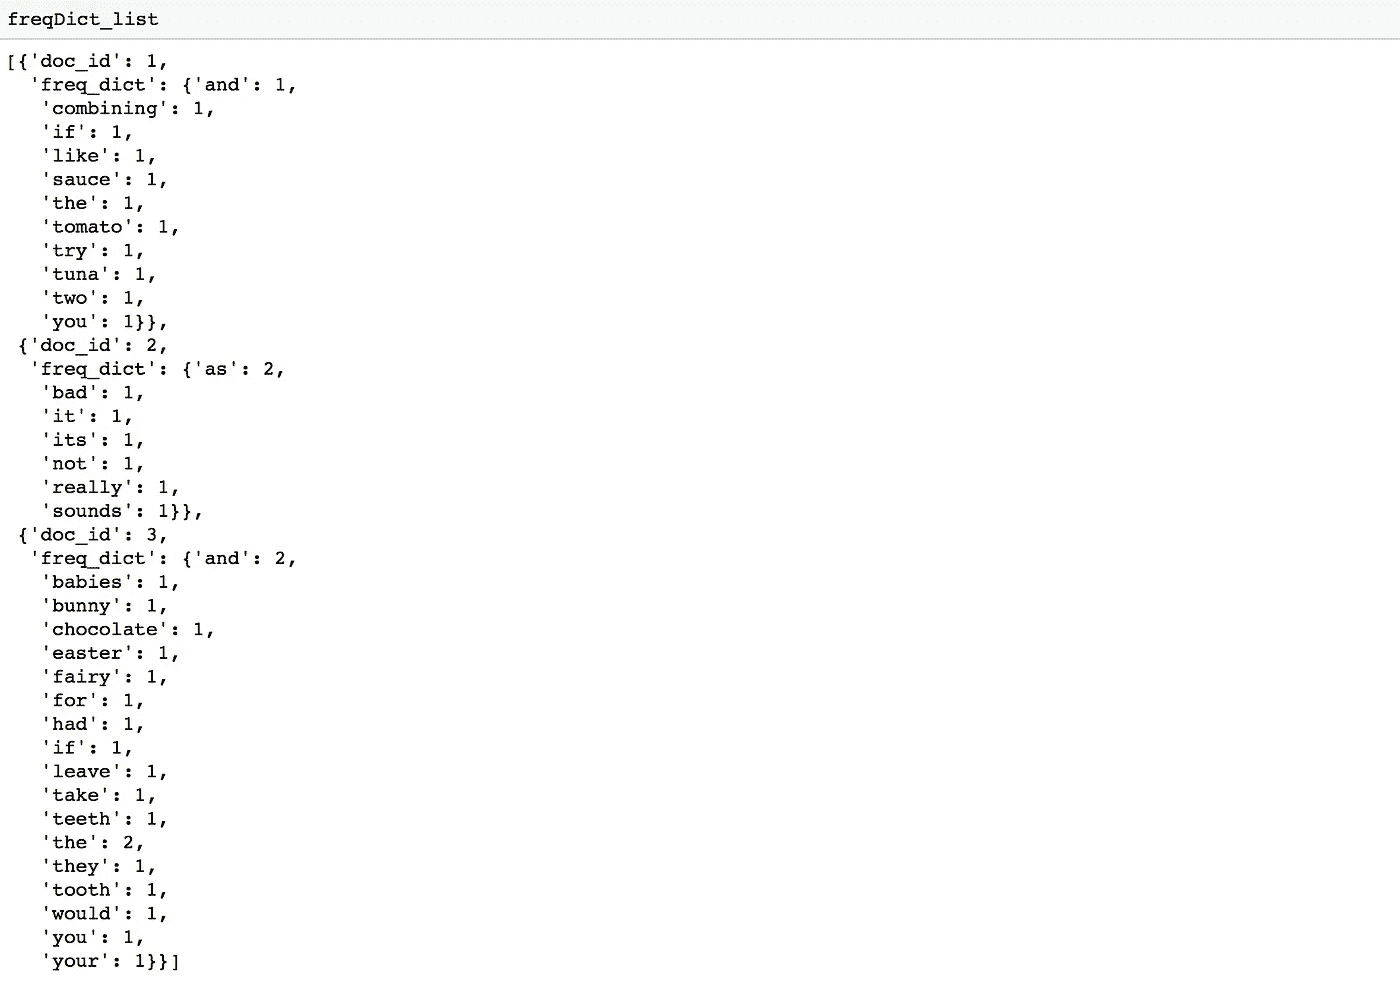 freqDict_list
[{'doc_id': 1,
'freq_dict': {'and': 1,
'combining': 1,
'if': 1,
'like': 1,
'sauce': 1,
'the': 1,
'tomato': 1,
'try': 1,
'tuna': 1,
'two': 1,
'you': 1}},
{'doc_id': 2,
'freq_dict': {'as': 2,
'bad': 1,
'it': 1,
'its': 1,
'not': 1,
'really': 1,
'sounds': 1}},
{'doc_id': 3,
'freq_dict': {'and': 2,
'babies': 1,
'bunny': 1,
'chocolate': 1,
'easter': 1,
'fairy': 1,
'for': 1,
'had': 1,
'if': 1,
'leave': 1,
'take': 1,
'teeth': 1,
'the': 2,
'they': 1,
'tooth': 1,
'would': 1,
'you': 1,
'your': 1}}]